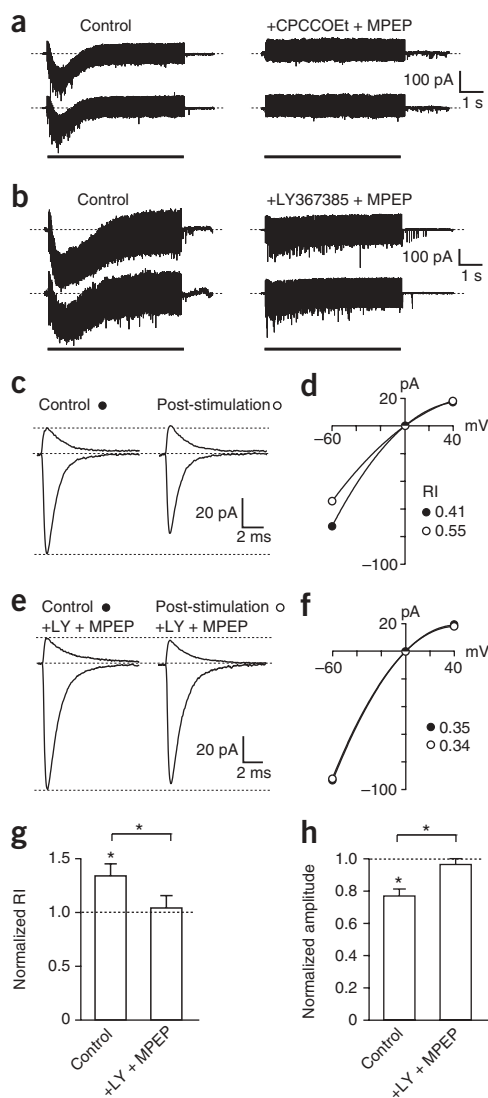 a
Control
+CPCCOEt + MPEP
100 pA
1 s
b
Control
+LY367385 + MPEP
100 pA
1 s
c
Control ●
Post-stimulation ○
20 pA
2 ms
d
pA
20
mV
–60
40
RI
● 0.41
○ 0.55
–100
e
Control ●
+LY + MPEP
Post-stimulation ○
+LY + MPEP
20 pA
2 ms
f
pA
20
mV
–60
40
● 0.35
○ 0.34
–100
g
*
*
1.5
1.0
0.5
0
Normalized RI
Control
+LY + MPEP
h
*
*
1.0
0.8
0.6
0.4
0.2
0
Normalized amplitude
Control
+LY + MPEP